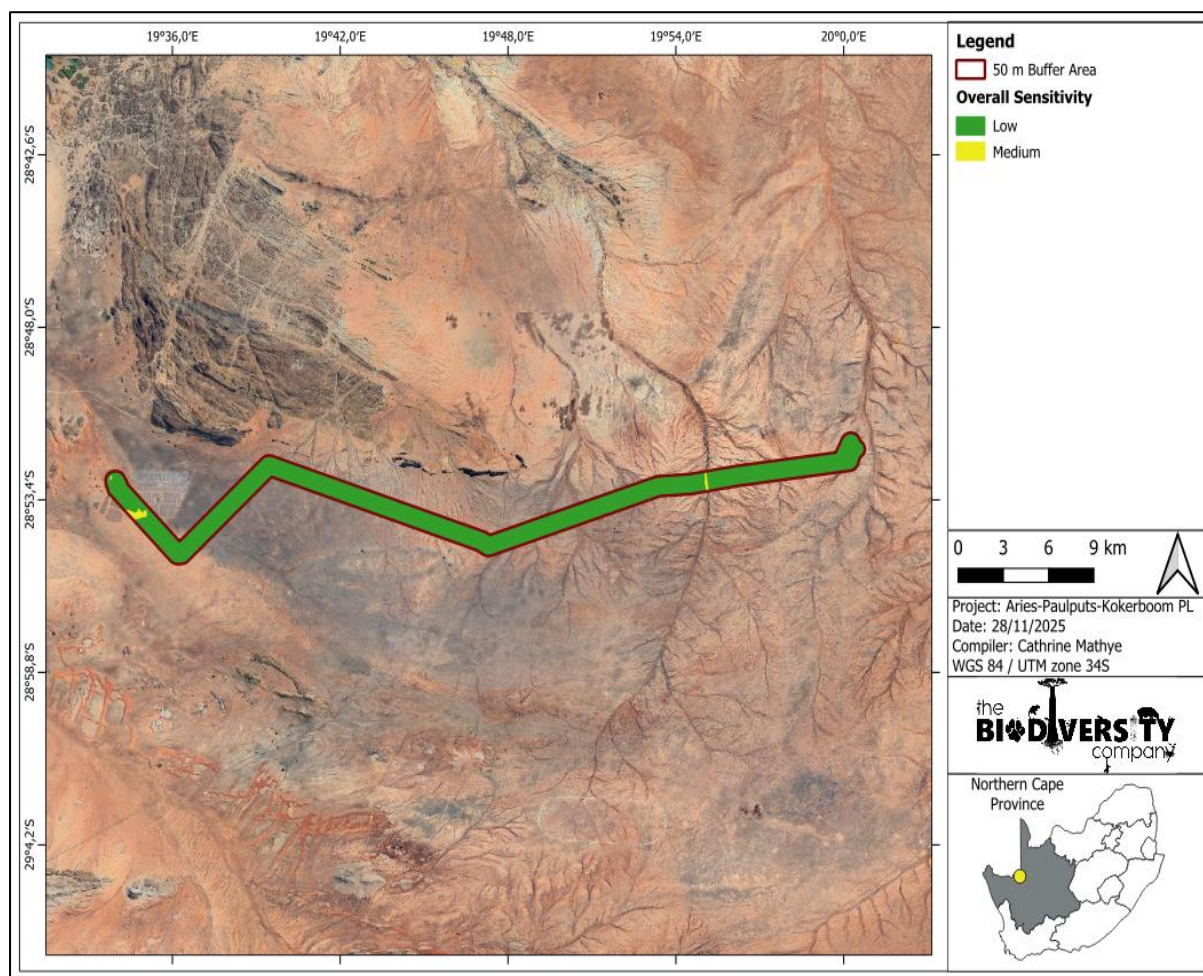 19°36,0'E 19°42,0'E 19°48,0'E 19°54,0'E 20°0,0'E
28°42,6'S
28°48,0'S
28°53,4'S
28°58,8'S
29°4,2'S
Legend
50 m Buffer Area
Overall Sensitivity
Low
Medium
0 3 6 9 km
Project: Aries-Paulputs-Kokerboom PL
Date: 28/11/2025
Compiler: Cathrine Mathye
WGS 84 / UTM zone 34S
the
BIODIVERSITY
company
Northern Cape
Province